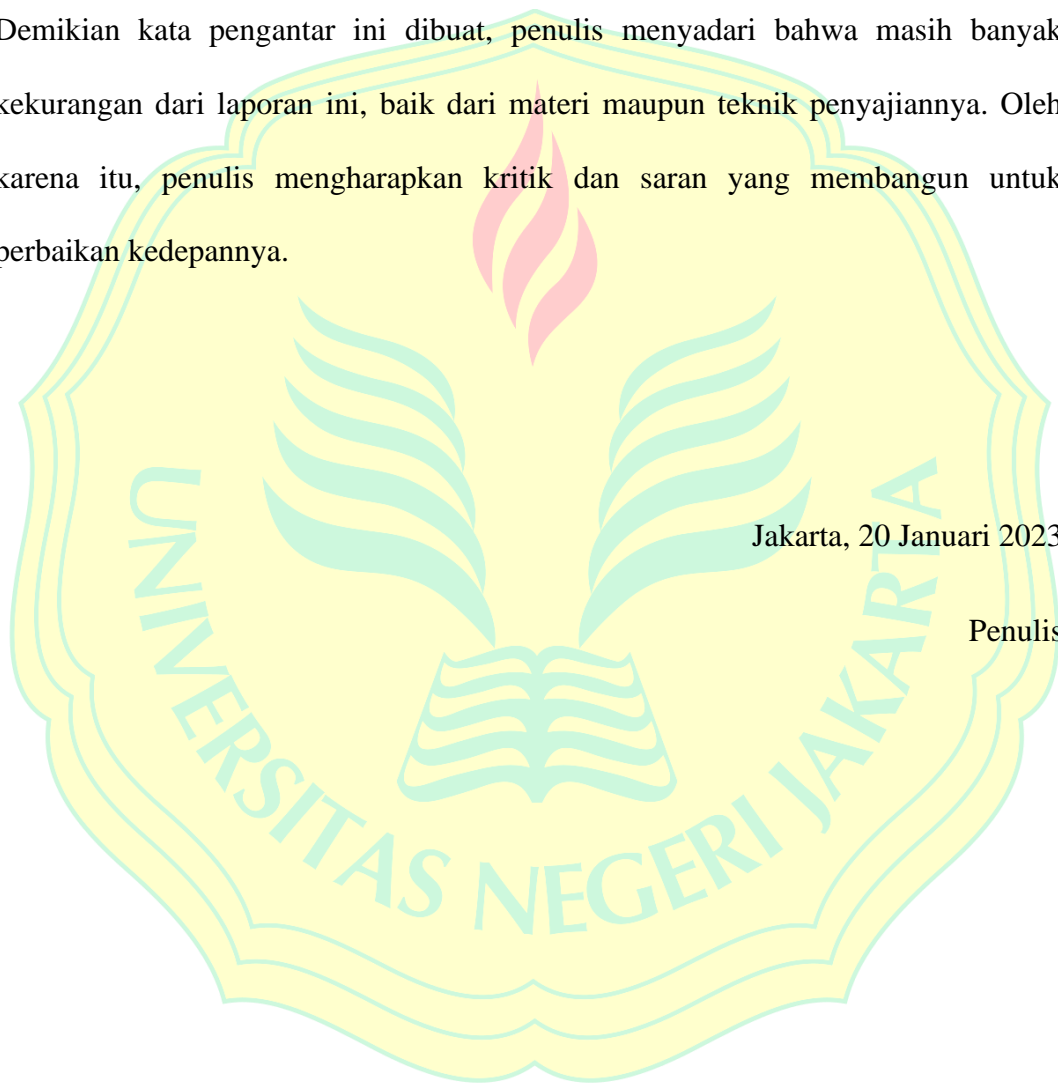 Demikian kata pengantar ini dibuat, penulis menyadari bahwa masih banyak
kekurangan dari laporan ini, baik dari materi maupun teknik penyajiannya. Oleh
karena itu, penulis mengharapkan kritik dan saran yang membangun untuk
perbaikan kedepannya.
Jakarta, 20 Januari 2023
Penulis
UNIVERSITAS NEGERI JAKARTA